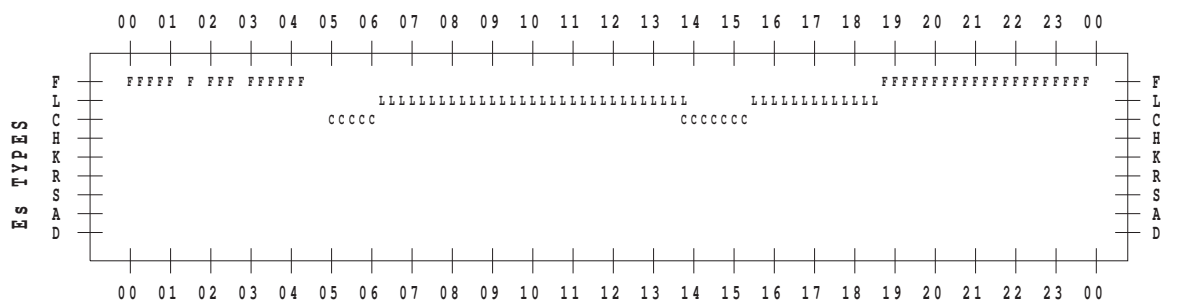 00 01 02 03 04 05 06 07 08 09 10 11 12 13 14 15 16 17 18 19 20 21 22 23 00
F FFFFF F FFF FFFFFF FFFFFFFFFFFFFFFFFFFFF F
L LLLLLLLLLLLLLLLLLLLLLLLLLLLLLLL LLLLLLLLLLLLL L
C CCCCC CCCCCCC C
H H
K K
R R
S S
A A
D D
Es TYPES
00 01 02 03 04 05 06 07 08 09 10 11 12 13 14 15 16 17 18 19 20 21 22 23 00